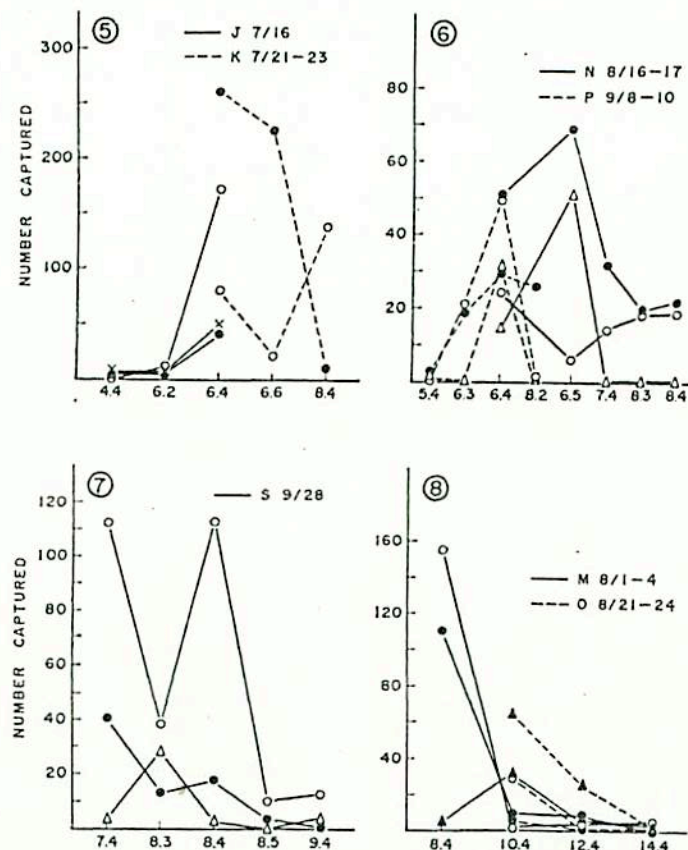 ⑤
J 7/16
K 7/21-23
NUMBER CAPTURED
300
250
200
100
4.4 6.2 6.4 6.6 8.4
⑥
N 8/16-17
P 9/8-10
80
60
40
20
5.4 6.3 6.4 8.2 6.5 7.4 8.3 8.4
⑦
S 9/28
NUMBER CAPTURED
120
110
100
80
60
40
20
10
7.4 8.3 8.4 8.5 9.4
⑧
M 8/1-4
O 8/21-24
160
120
80
40
8.4 10.4 12.4 14.4